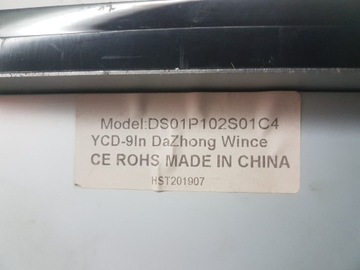 Model:DS01P102S01C4
YCD-9In DaZhong Wince
CE ROHS MADE IN CHINA
HST201907